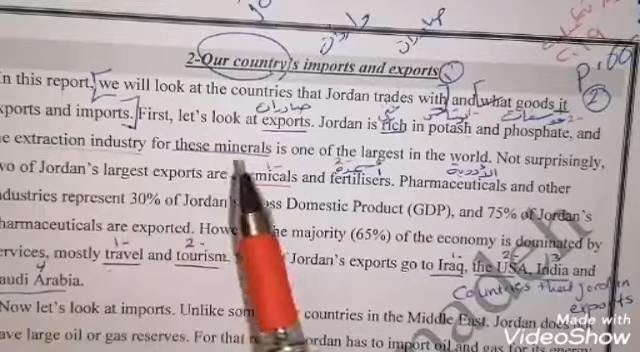 2-Our country's imports and exports
In this report, we will look at the countries that Jordan trades with and what goods it
exports and imports. First, let's look at exports. Jordan is rich in potash and phosphate, and
the extraction industry for these minerals is one of the largest in the world. Not surprisingly,
two of Jordan's largest exports are chemicals and fertilisers. Pharmaceuticals and other
industries represent 30% of Jordan's Gross Domestic Product (GDP), and 75% of Jordan's
pharmaceuticals are exported. However, the majority (65%) of the economy is dominated by
services, mostly travel and tourism. of Jordan's exports go to Iraq, the USA, India and
Saudi Arabia.
Countries that jordan
exports
Now let's look at imports. Unlike some countries in the Middle East, Jordan does not
have large oil or gas reserves. For that Jordan has to import oil and gas for its energy
صادرات
الأدوية
Made with
VideoShow